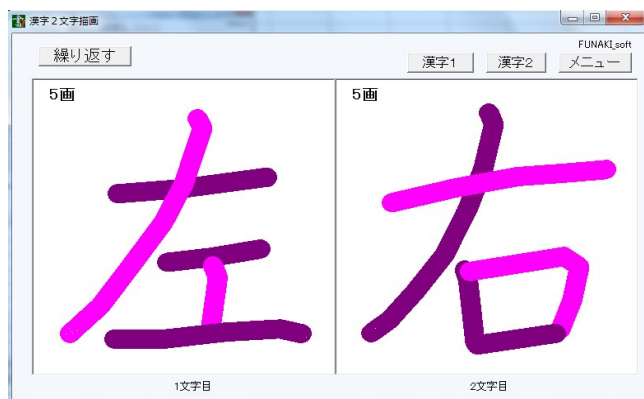 漢字２文字描画
FUNAKI_soft
繰り返す
漢字1
漢字2
メニュー
5画
5画
左
右
1文字目
2文字目